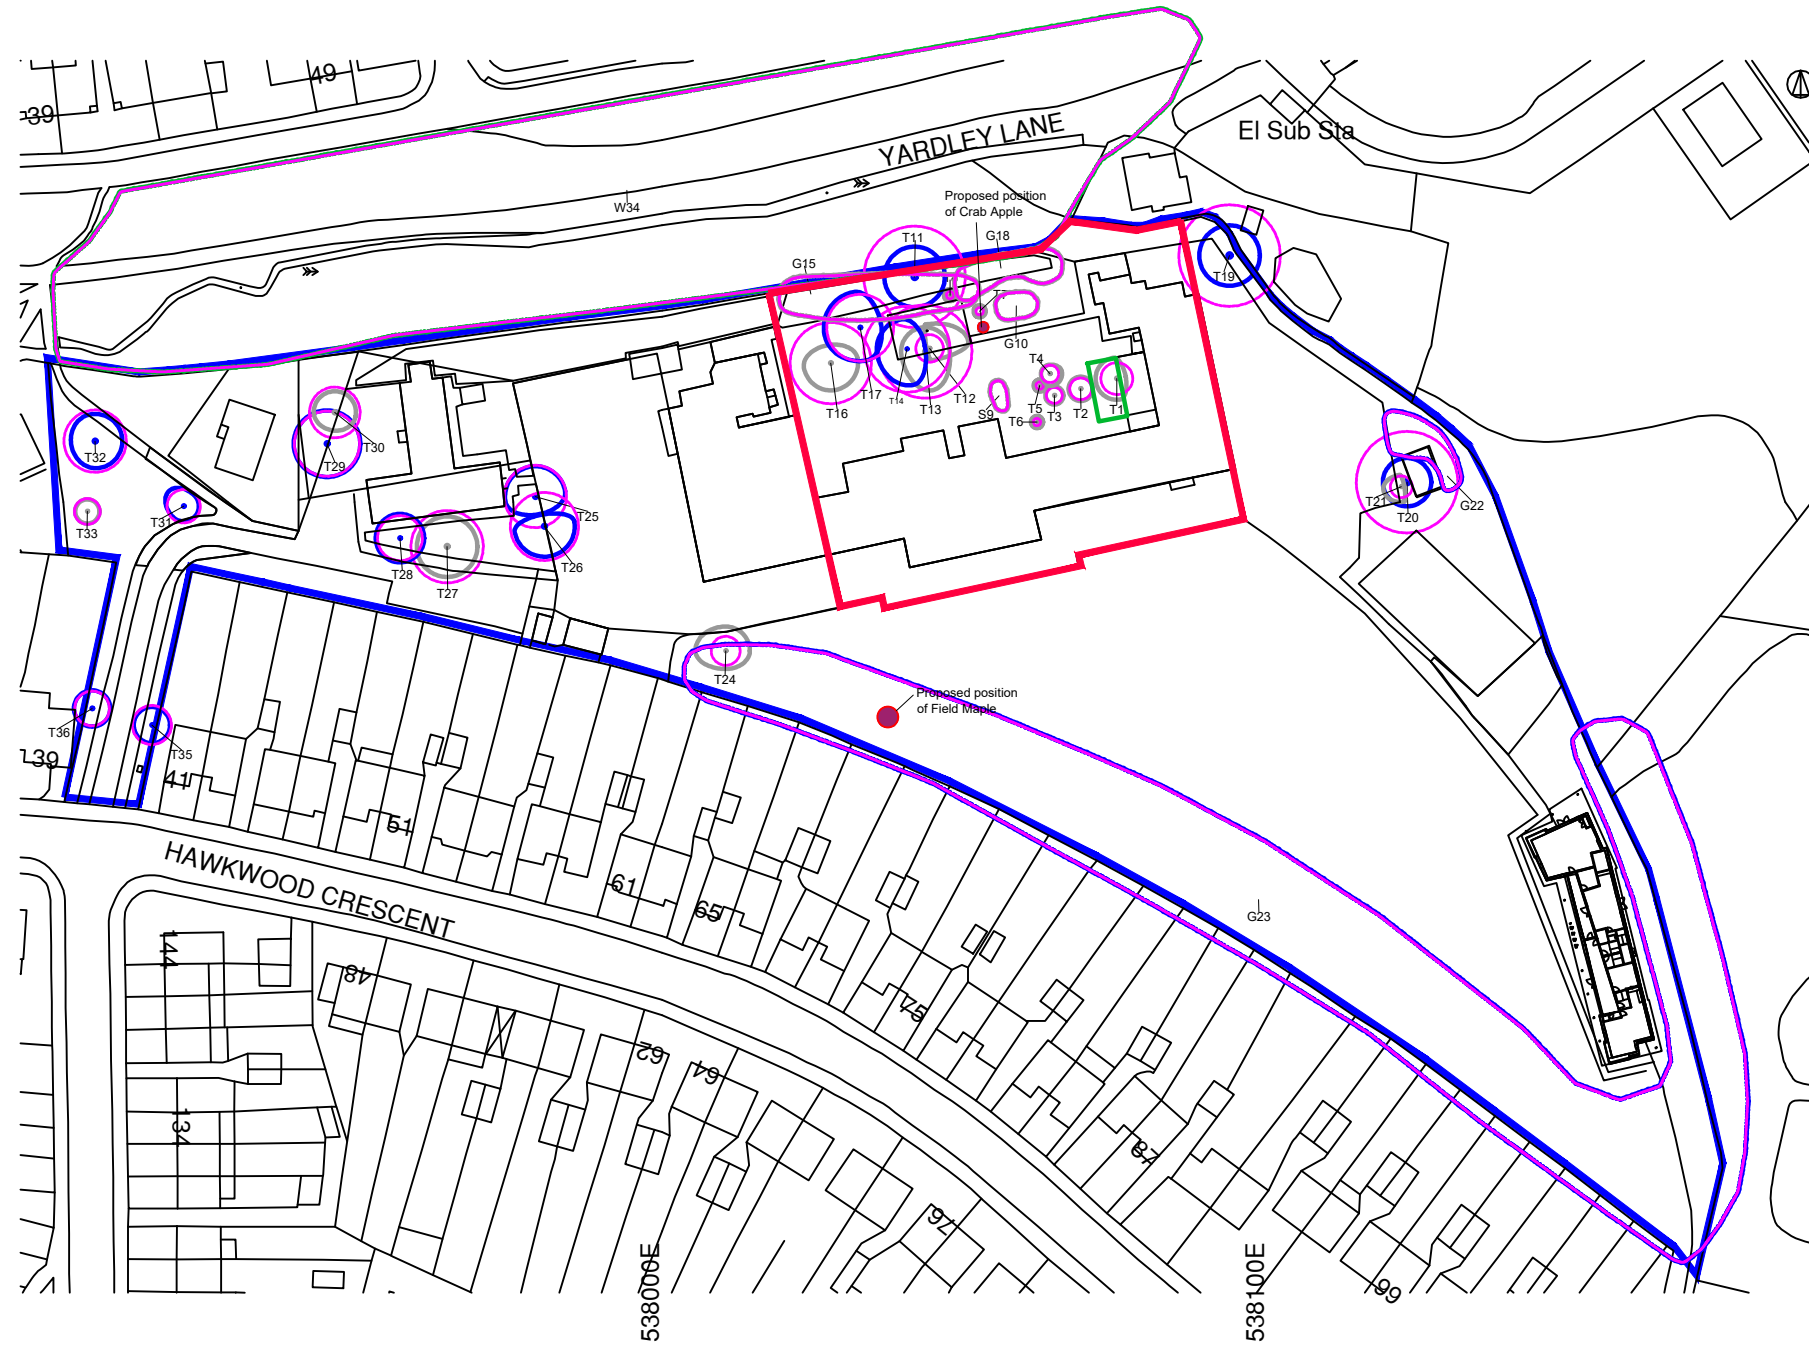 49
39
El Sub Sta
YARDLEY LANE
W34
Proposed position
of Crab Apple
T11
G18
G15
T7
T19
G10
T4
T16
T17
T14
T13
T12
S9
T5
T3
T2
T1
T6
T30
T29
T32
T33
T31
T25
T26
T28
T27
T21
T20
G22
T24
Proposed position
of Field Maple
T36
T35
39
41
51
61
65
HAWKWOOD CRESCENT
G23
144
48
57
62
64
134
87
76
99
538000E
538100E